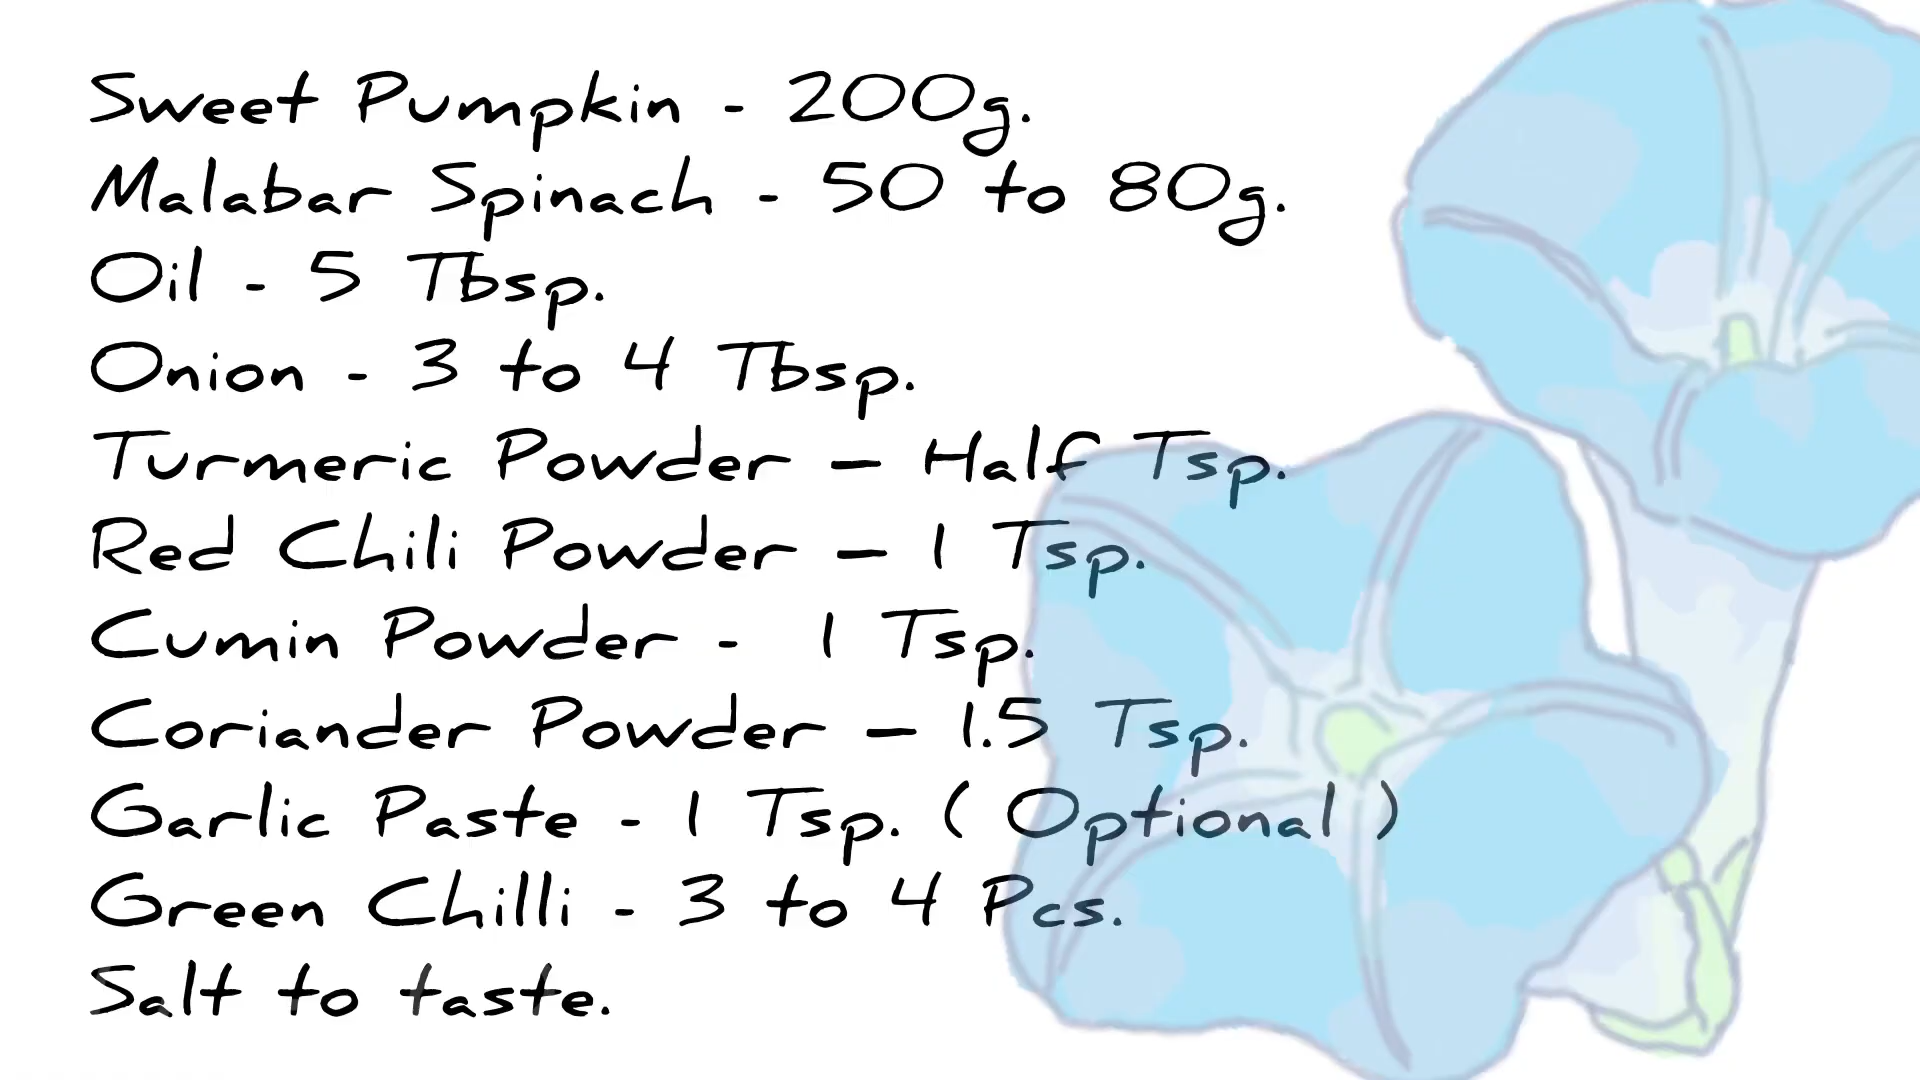 Sweet Pumpkin - 200g.
Malabar Spinach - 50 to 80g.
Oil - 5 Tbsp.
Onion - 3 to 4 Tbsp.
Turmeric Powder – Half Tsp.
Red Chili Powder – 1 Tsp.
Cumin Powder - 1 Tsp.
Coriander Powder – 1.5 Tsp.
Garlic Paste - 1 Tsp. ( Optional )
Green Chilli - 3 to 4 Pcs.
Salt to taste.